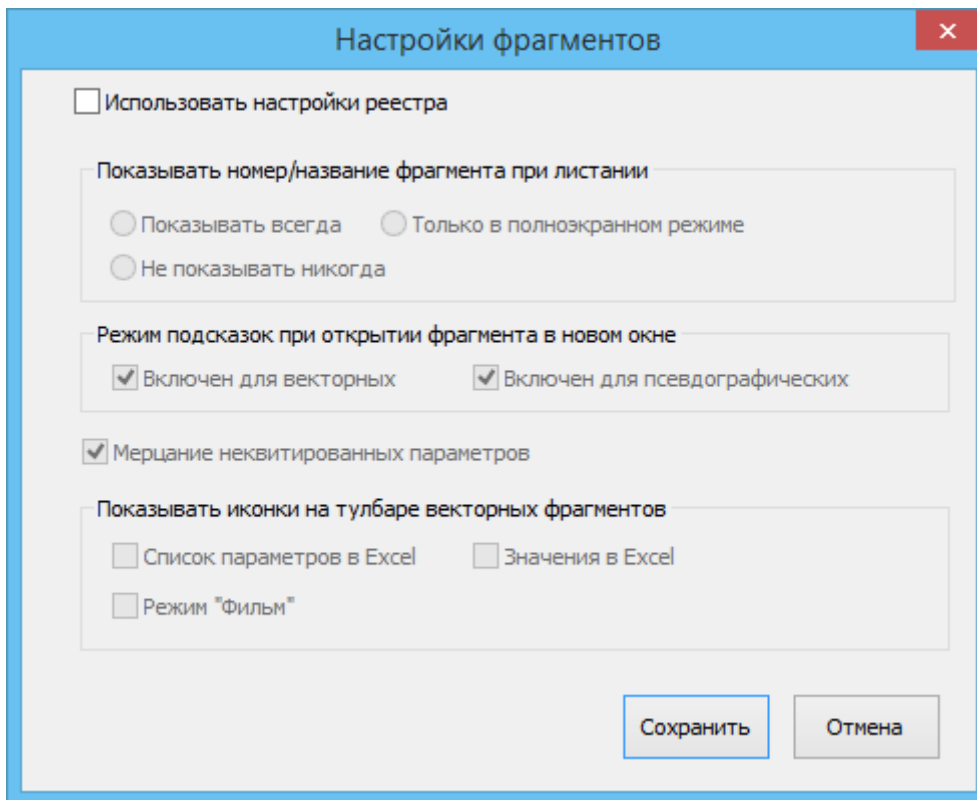 Настройки фрагментов
Использовать настройки реестра
Показывать номер/название фрагмента при листании
Показывать всегда Только в полноэкранном режиме
Не показывать никогда
Режим подсказок при открытии фрагмента в новом окне
Включен для векторных Включен для псевдографических
Мерцание неквитированных параметров
Показывать иконки на тулбаре векторных фрагментов
Список параметров в Excel Значения в Excel
Режим "Фильм"
Сохранить Отмена